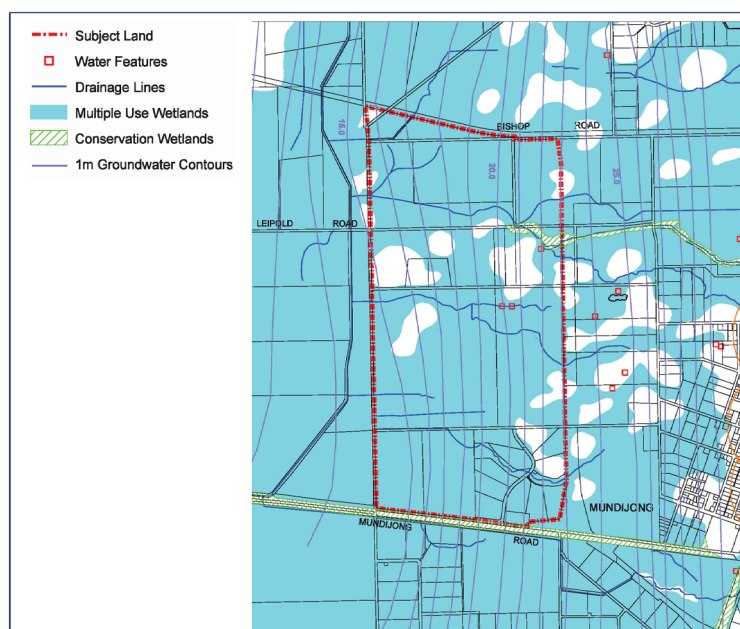 Subject Land
Water Features
Drainage Lines
Multiple Use Wetlands
Conservation Wetlands
1m Groundwater Contours
BISHOP ROAD
15.0
20.0
25.0
LEIPOLD ROAD
MUNDIJONG
MUNDIJONG ROAD